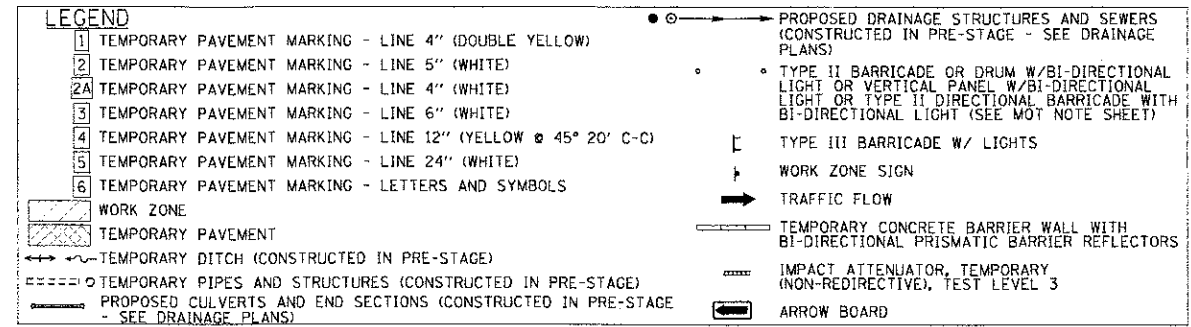 LEGEND
1 TEMPORARY PAVEMENT MARKING - LINE 4" (DOUBLE YELLOW)
2 TEMPORARY PAVEMENT MARKING - LINE 5" (WHITE)
2A TEMPORARY PAVEMENT MARKING - LINE 4" (WHITE)
3 TEMPORARY PAVEMENT MARKING - LINE 6" (WHITE)
4 TEMPORARY PAVEMENT MARKING - LINE 12" (YELLOW @ 45° 20' C-C)
5 TEMPORARY PAVEMENT MARKING - LINE 24" (WHITE)
6 TEMPORARY PAVEMENT MARKING - LETTERS AND SYMBOLS
WORK ZONE
TEMPORARY PAVEMENT
TEMPORARY DITCH (CONSTRUCTED IN PRE-STAGE)
TEMPORARY PIPES AND STRUCTURES (CONSTRUCTED IN PRE-STAGE)
PROPOSED CULVERTS AND END SECTIONS (CONSTRUCTED IN PRE-STAGE
- SEE DRAINAGE PLANS)
PROPOSED DRAINAGE STRUCTURES AND SEWERS
(CONSTRUCTED IN PRE-STAGE - SEE DRAINAGE
PLANS)
TYPE II BARRICADE OR DRUM W/BI-DIRECTIONAL
LIGHT OR VERTICAL PANEL W/BI-DIRECTIONAL
LIGHT OR TYPE II DIRECTIONAL BARRICADE WITH
BI-DIRECTIONAL LIGHT (SEE MOT NOTE SHEET)
TYPE III BARRICADE W/ LIGHTS
WORK ZONE SIGN
TRAFFIC FLOW
TEMPORARY CONCRETE BARRIER WALL WITH
BI-DIRECTIONAL PRISMATIC BARRIER REFLECTORS
IMPACT ATTENUATOR, TEMPORARY
(NON-REDIRECTIVE), TEST LEVEL 3
ARROW BOARD